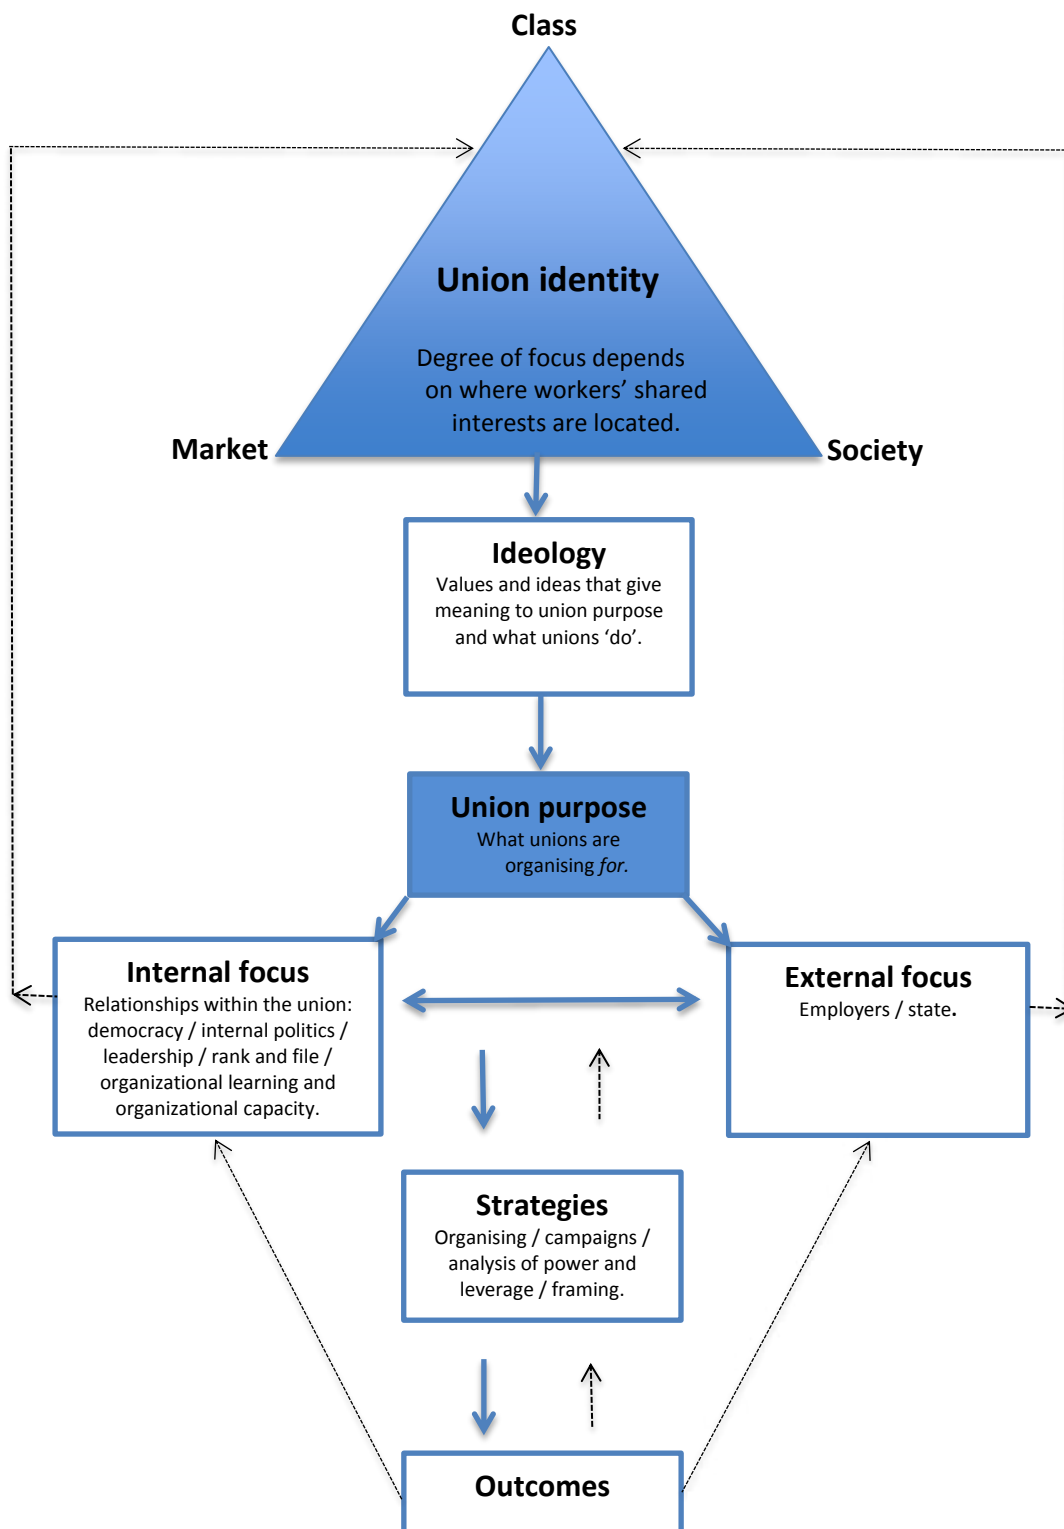 Class
Union identity
Degree of focus depends
on where workers’ shared
interests are located.
Market
Society
Ideology
Values and ideas that give
meaning to union purpose
and what unions ‘do’.
Union purpose
What unions are
organising for.
Internal focus
Relationships within the union:
democracy / internal politics /
leadership / rank and file /
organizational learning and
organizational capacity.
External focus
Employers / state.
Strategies
Organising / campaigns /
analysis of power and
leverage / framing.
Outcomes